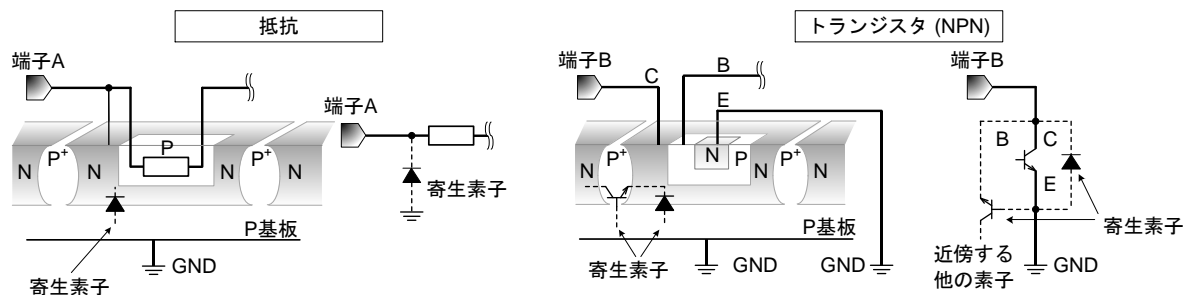 抵抗
トランジスタ (NPN)
端子A
端子A
P
N
P+
N
N
P+
N
寄生素子
P基板
GND
寄生素子
端子B
C
B
E
N
P+
N
N
P
N
P+
N
P基板
寄生素子
GND
GND
端子B
B
C
E
寄生素子
近傍する
他の素子
GND